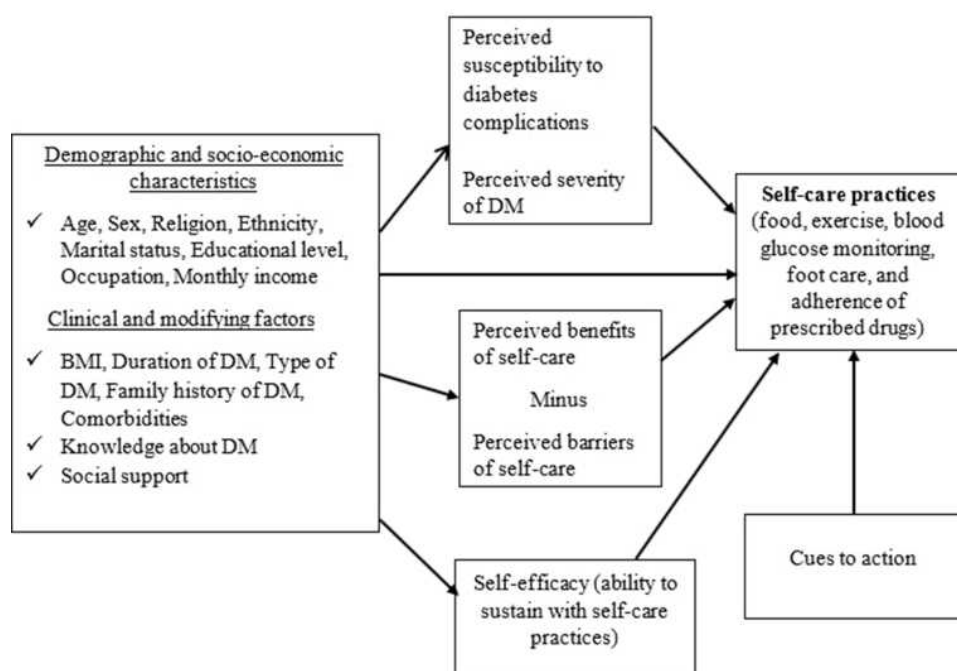 Demographic and socio-economic
characteristics
✓ Age, Sex, Religion, Ethnicity,
Marital status, Educational level,
Occupation, Monthly income
Clinical and modifying factors
✓ BMI, Duration of DM, Type of
DM, Family history of DM,
Comorbidities
✓ Knowledge about DM
✓ Social support
Perceived
susceptibility to
diabetes
complications
Perceived severity
of DM
Perceived benefits
of self-care
Minus
Perceived barriers
of self-care
Self-efficacy (ability to
sustain with self-care
practices)
Self-care practices
(food, exercise, blood
glucose monitoring,
foot care, and
adherence of
prescribed drugs)
Cues to action